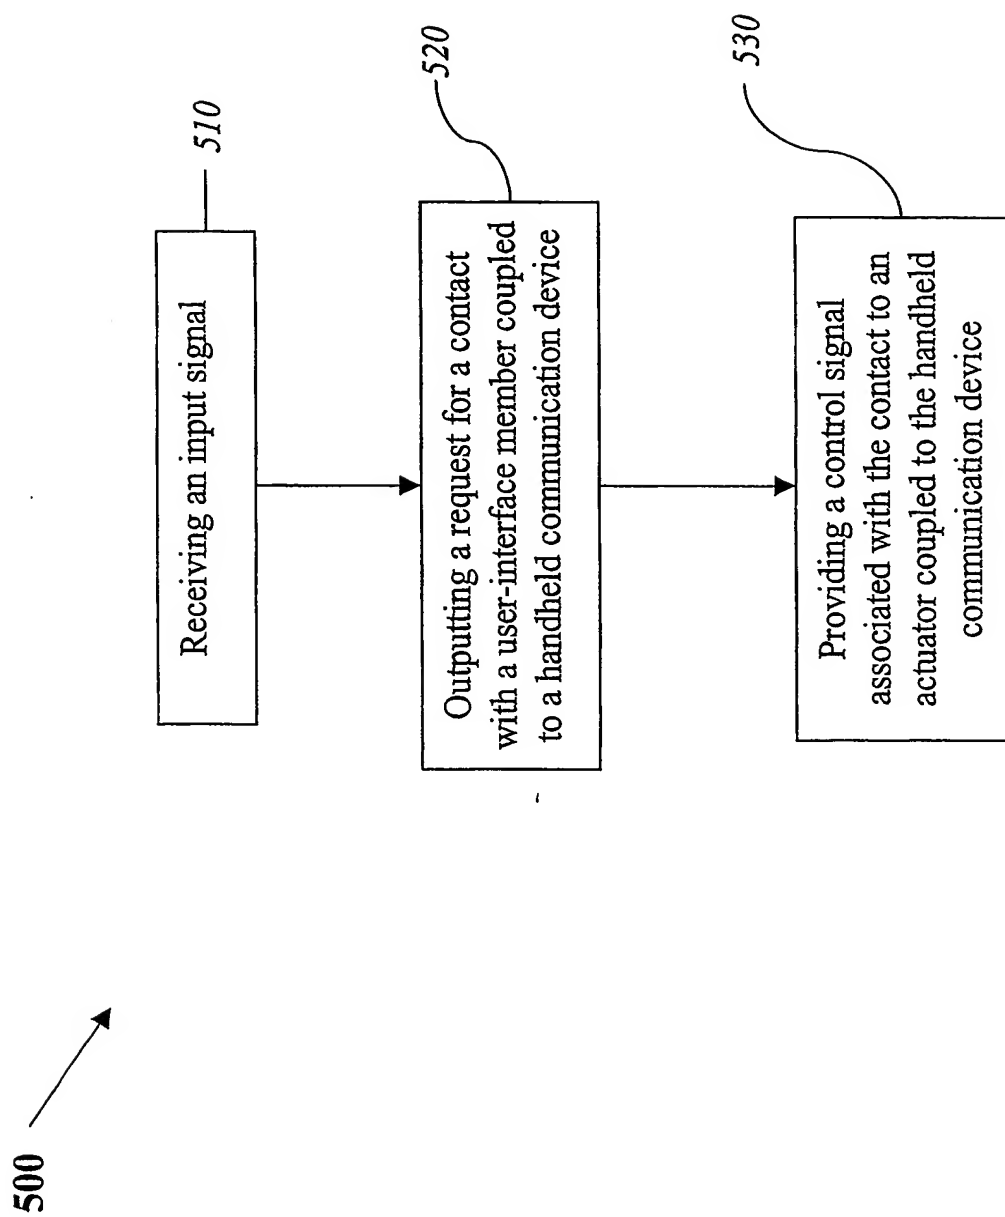 500
Receiving an input signal
510
Outputting a request for a contact
with a user-interface member coupled
to a handheld communication device
520
Providing a control signal
associated with the contact to an
actuator coupled to the handheld
communication device
530